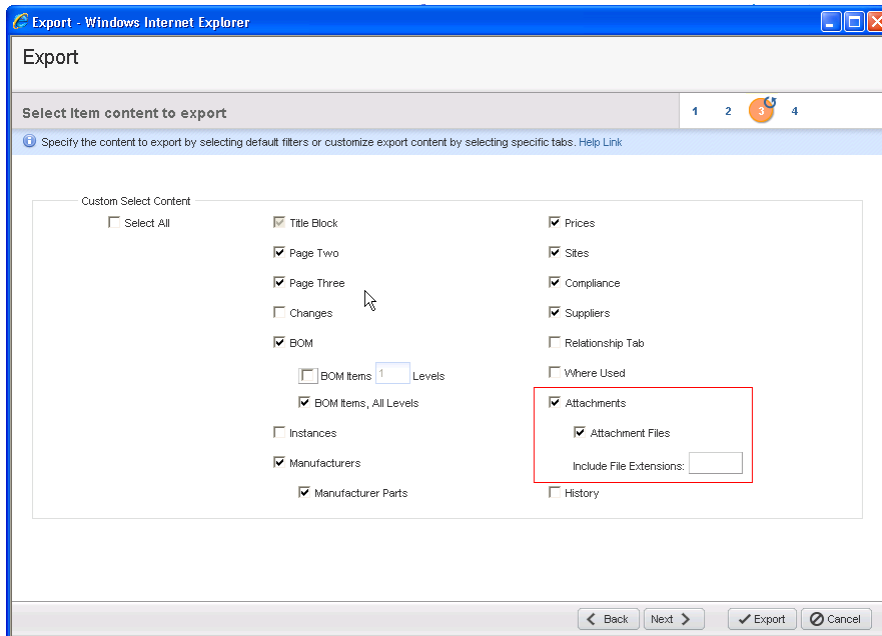 Export - Windows Internet Explorer
Export
Select Item content to export
1 2 3 4
Specify the content to export by selecting default filters or customize export content by selecting specific tabs. Help Link
Custom Select Content
Select All
Title Block
Prices
Page Two
Sites
Page Three
Compliance
Changes
Suppliers
BOM
Relationship Tab
BOM Items 1 Levels
Where Used
BOM Items, All Levels
Attachments
Instances
Attachment Files
Manufacturers
Include File Extensions:
Manufacturer Parts
History
Back Next Export Cancel